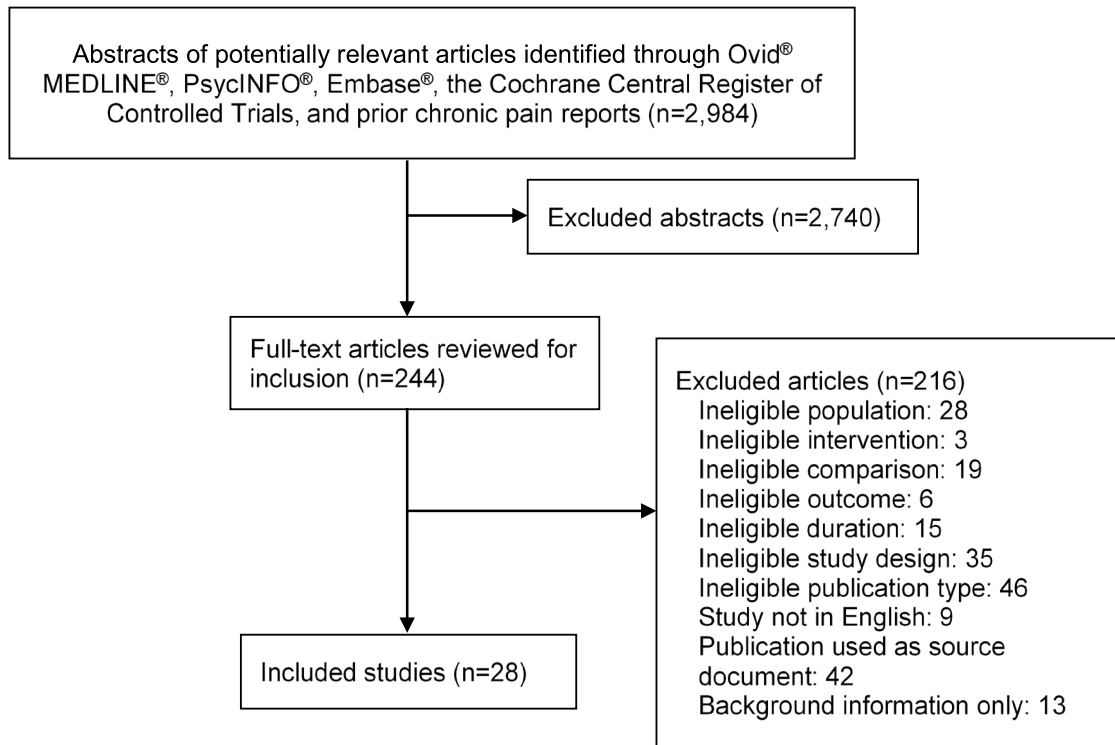 Abstracts of potentially relevant articles identified through Ovid®
MEDLINE®, PsycINFO®, Embase®, the Cochrane Central Register of
Controlled Trials, and prior chronic pain reports (n=2,984)
Excluded abstracts (n=2,740)
Full-text articles reviewed for
inclusion (n=244)
Excluded articles (n=216)
Ineligible population: 28
Ineligible intervention: 3
Ineligible comparison: 19
Ineligible outcome: 6
Ineligible duration: 15
Ineligible study design: 35
Ineligible publication type: 46
Study not in English: 9
Publication used as source
document: 42
Background information only: 13
Included studies (n=28)